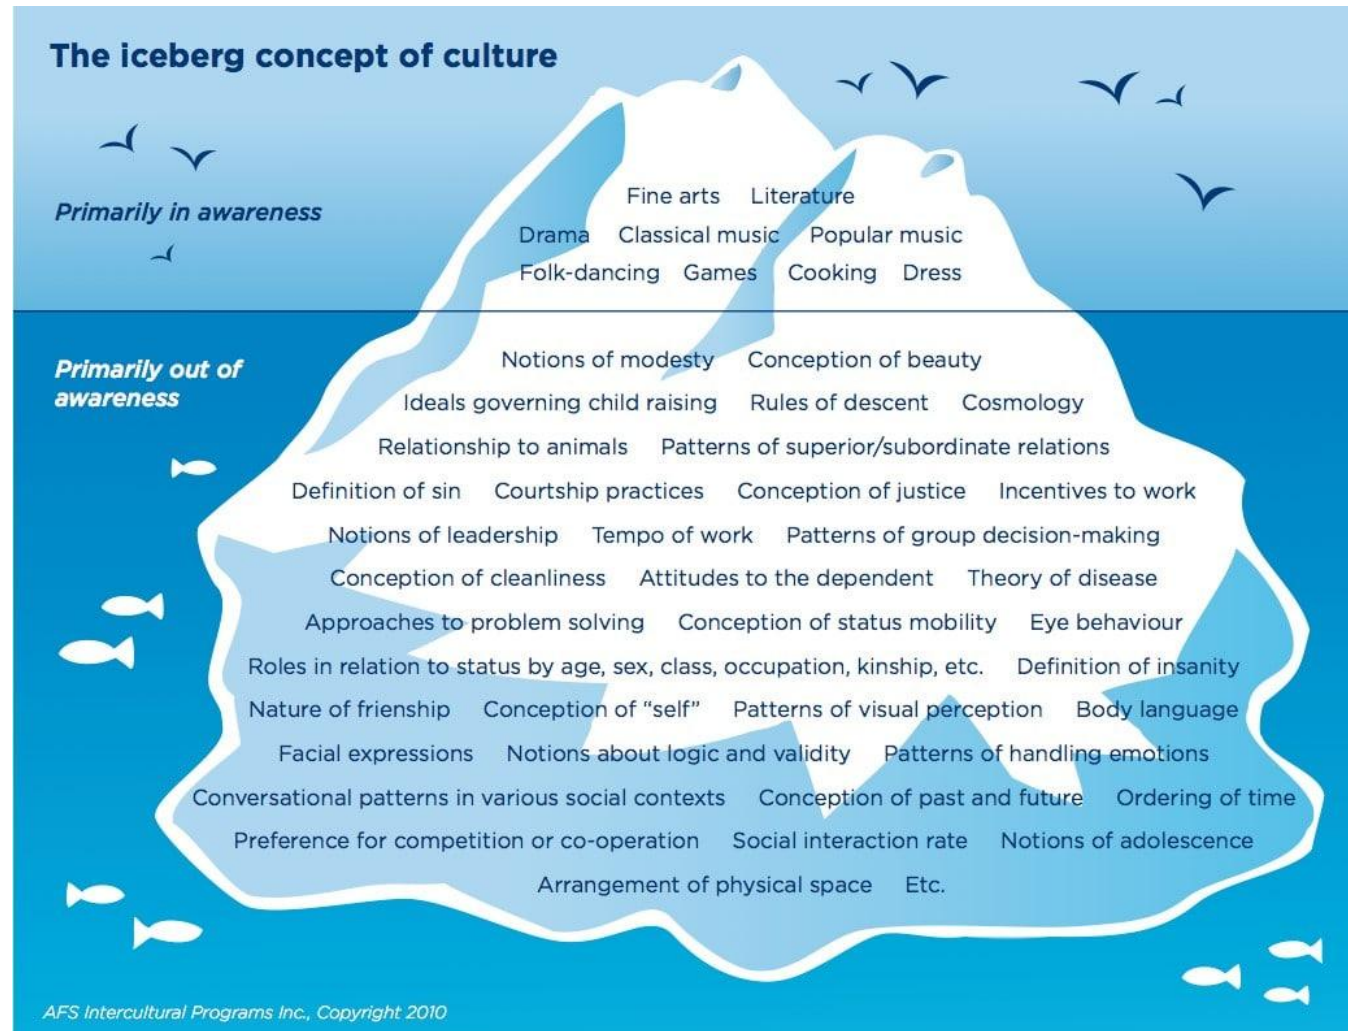 The iceberg concept of culture
Primarily in awareness
Fine arts Literature
Drama Classical music Popular music
Folk-dancing Games Cooking Dress
Primarily out of
awareness
Notions of modesty Conception of beauty
Ideals governing child raising Rules of descent Cosmology
Relationship to animals Patterns of superior/subordinate relations
Definition of sin Courtship practices Conception of justice Incentives to work
Notions of leadership Tempo of work Patterns of group decision-making
Conception of cleanliness Attitudes to the dependent Theory of disease
Approaches to problem solving Conception of status mobility Eye behaviour
Roles in relation to status by age, sex, class, occupation, kinship, etc. Definition of insanity
Nature of frienship Conception of “self” Patterns of visual perception Body language
Facial expressions Notions about logic and validity Patterns of handling emotions
Conversational patterns in various social contexts Conception of past and future Ordering of time
Preference for competition or co-operation Social interaction rate Notions of adolescence
Arrangement of physical space Etc.
AFS Intercultural Programs Inc., Copyright 2010